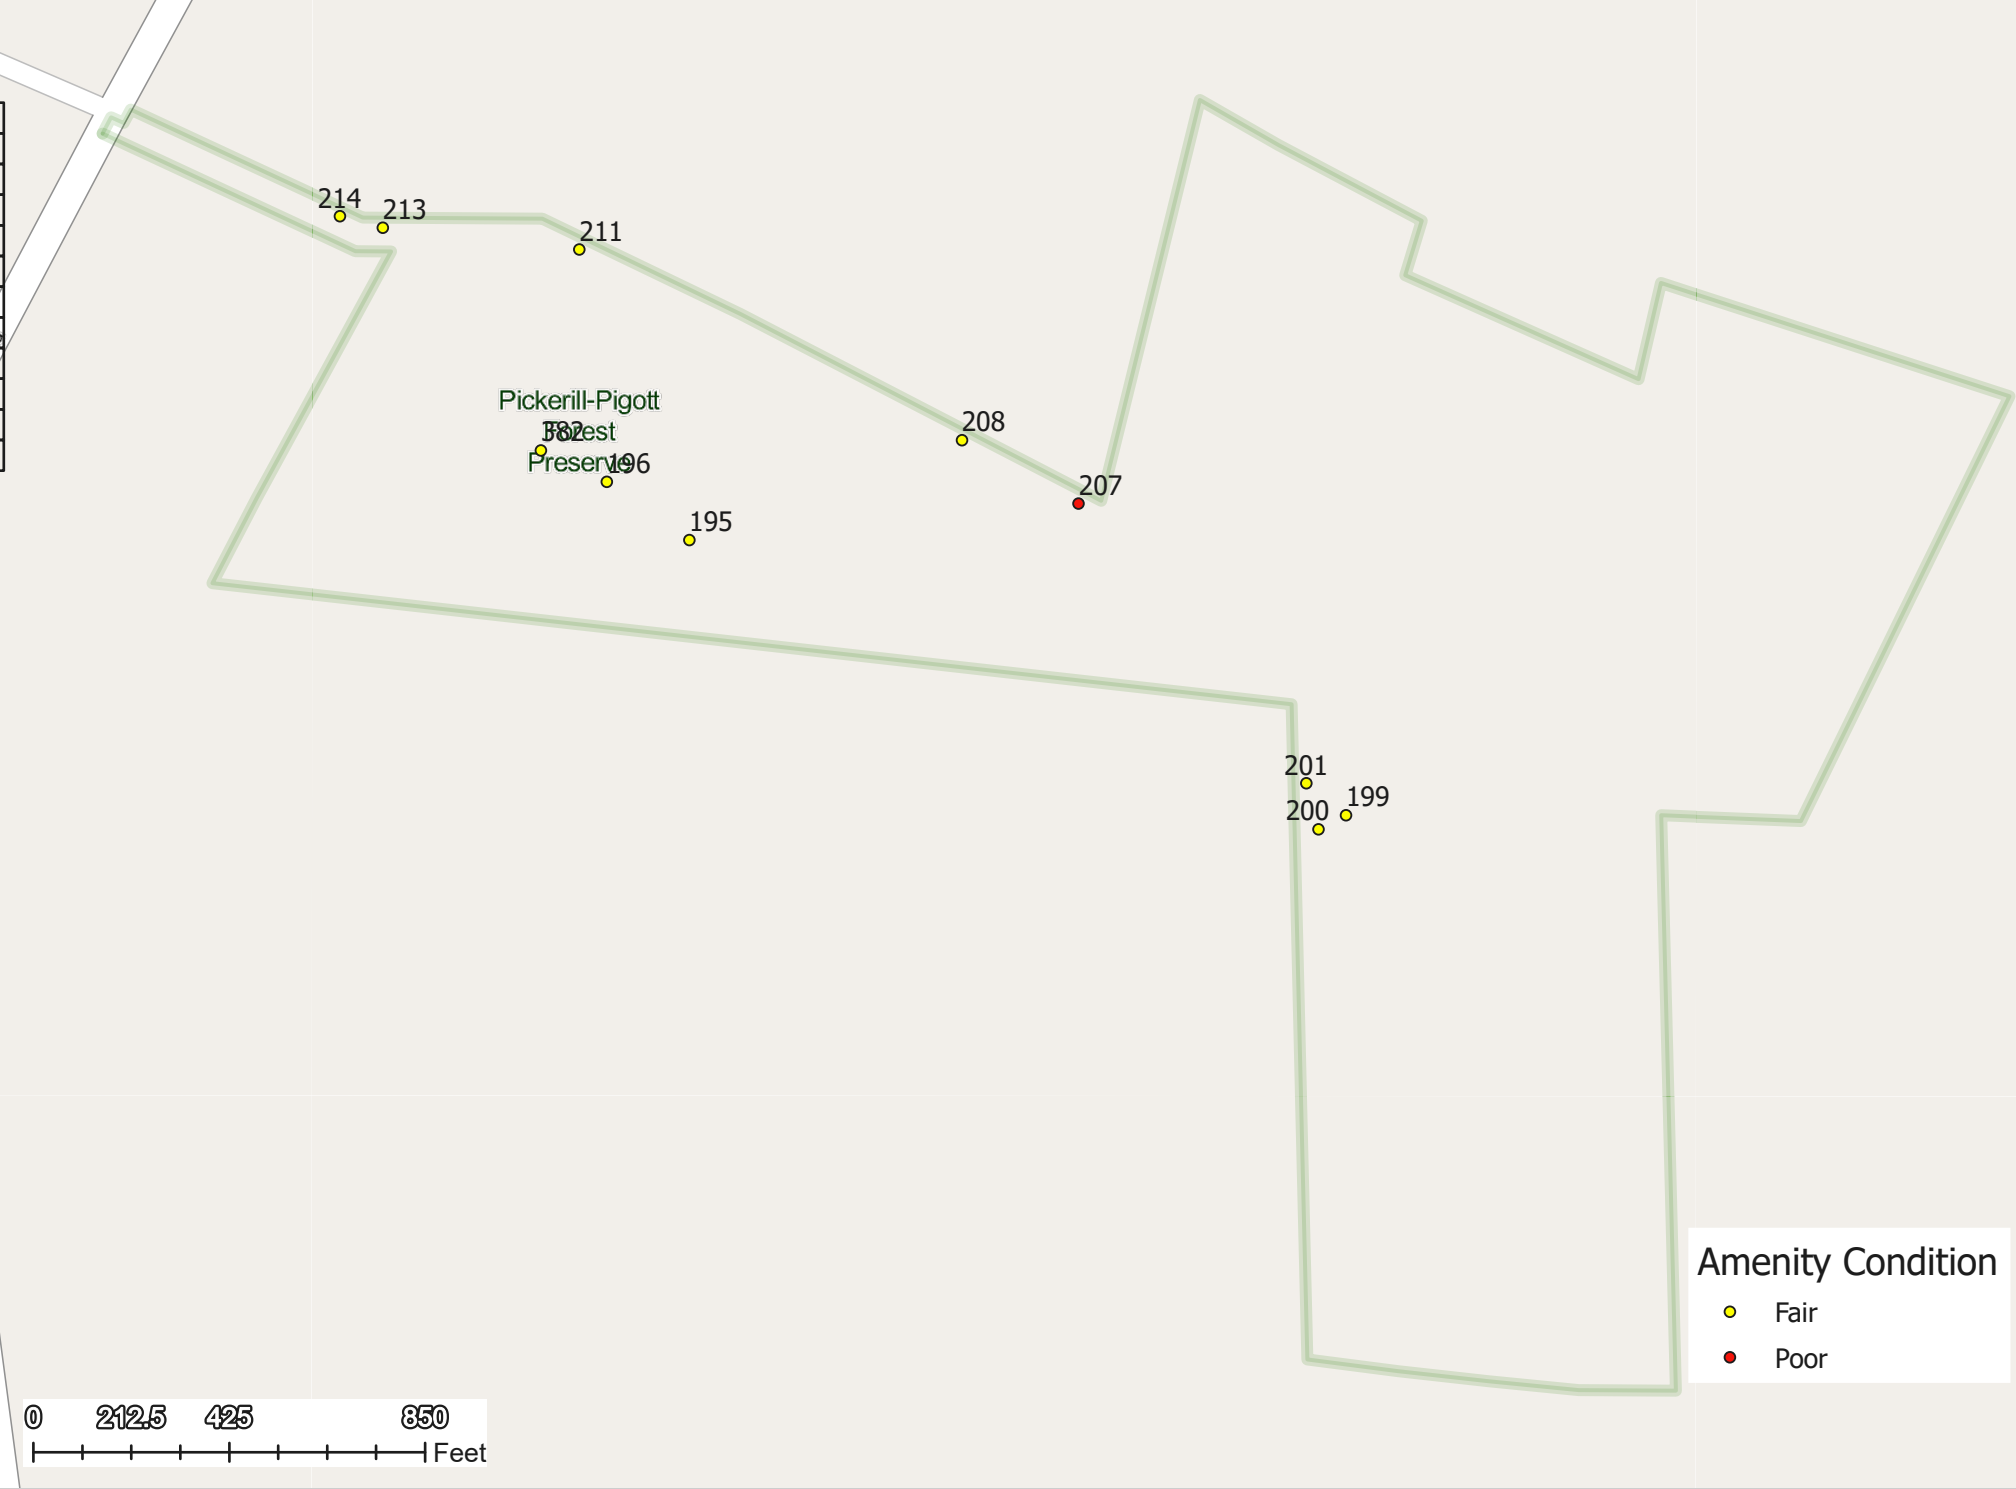 214
213
211
Pickerill-Pigott
Forest
Preserve
382
196
208
207
195
201
199
200
Amenity Condition
Fair
Poor
0 212.5 425 850
Feet